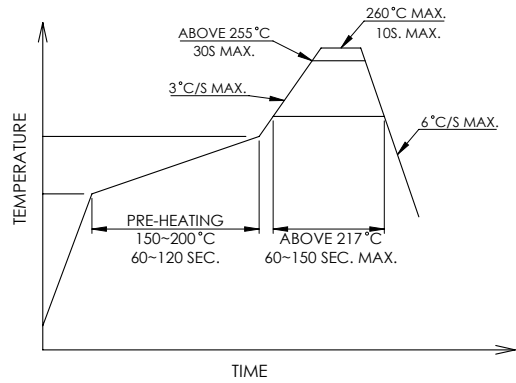 260°C MAX.
10S. MAX.
ABOVE 255°C
30S MAX.
3°C/S MAX.
6°C/S MAX.
TEMPERATURE
PRE-HEATING
150~200°C
60~120 SEC.
ABOVE 217°C
60~150 SEC. MAX.
TIME